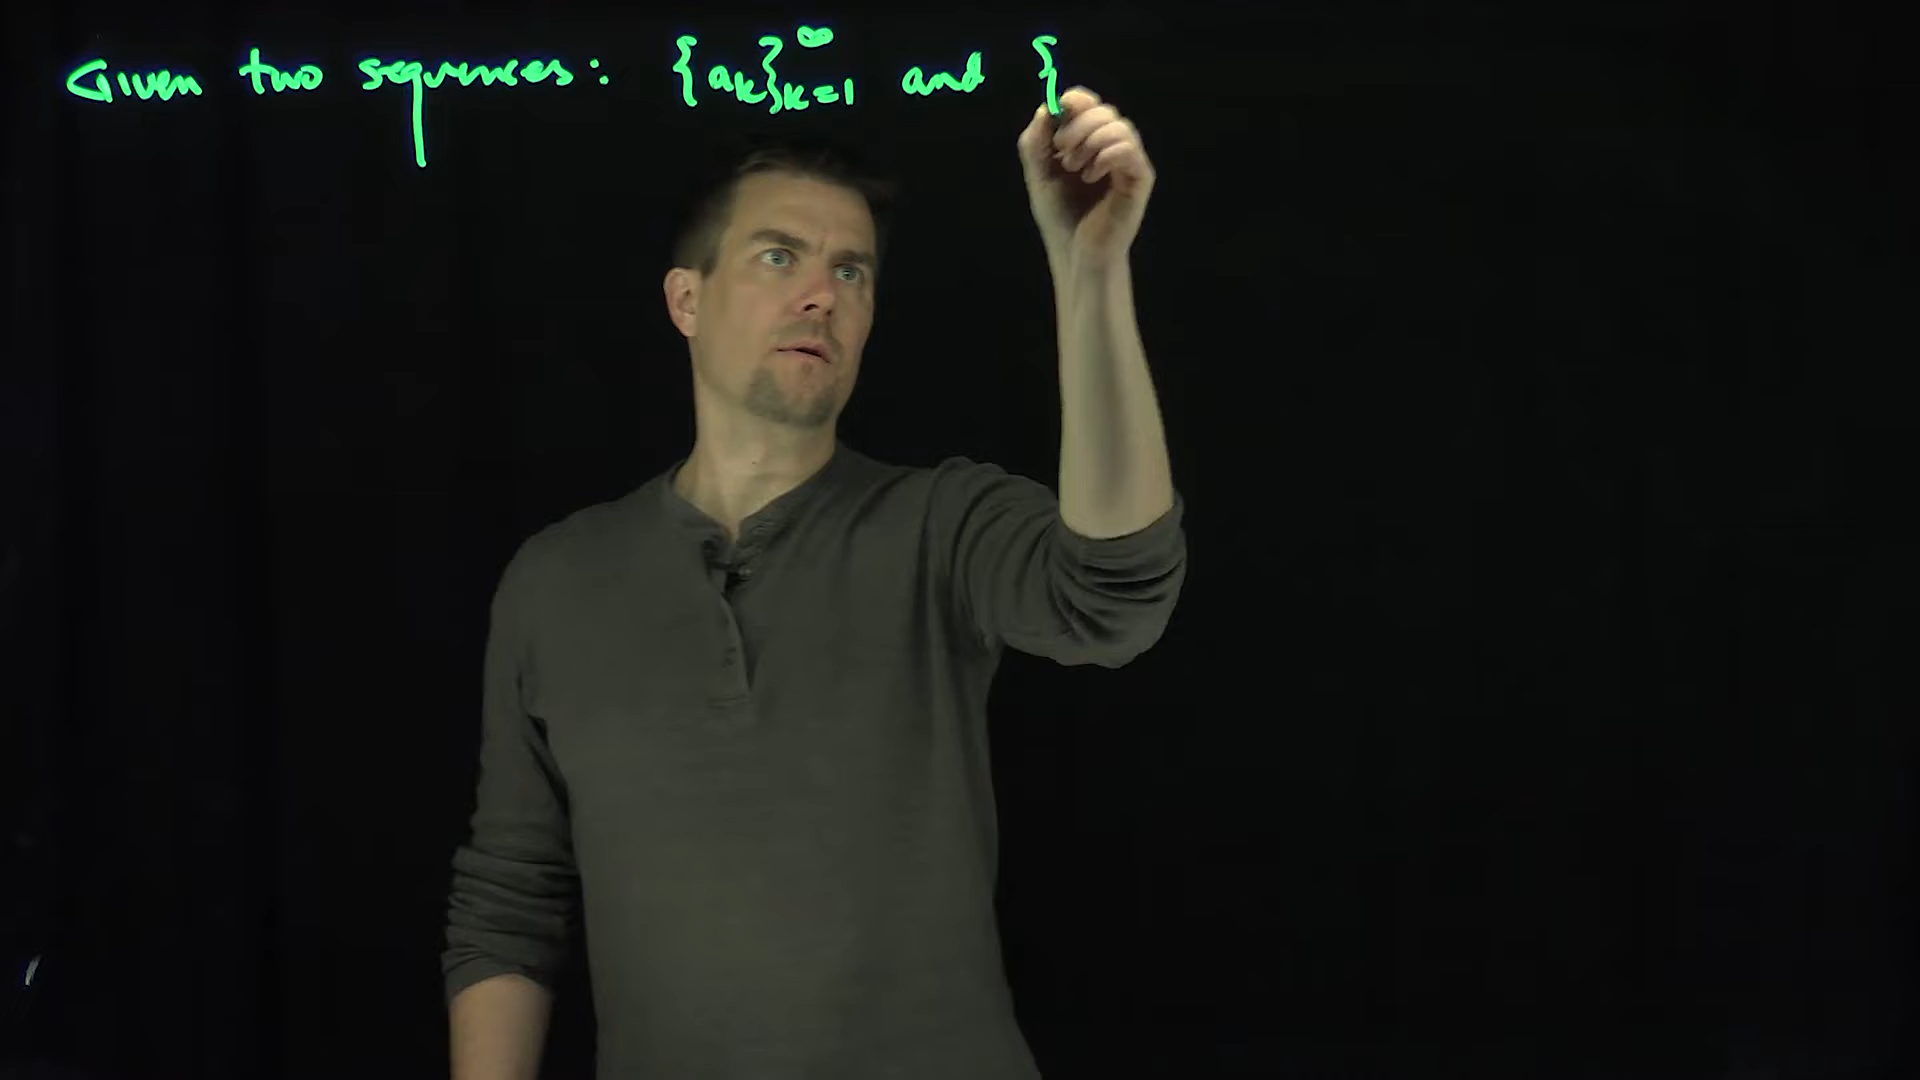 Given two sequences: {a_k}_{k=1}^∞ and {